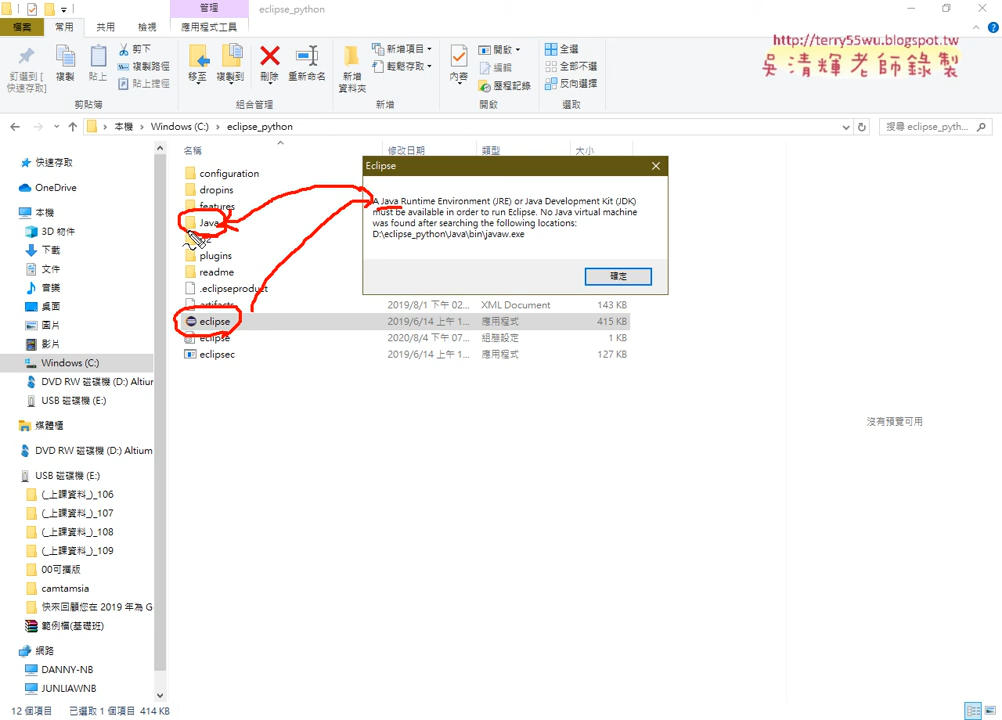 管理
eclipse_python
檔案
常用
共用
檢視
應用程式工具
釘選到 [
快速存取]
複製
貼上
剪下
複製路徑
貼上捷徑
剪貼簿
移至
複製到
刪除
重新命名
組合管理
新增
資料夾
新增項目
輕鬆存取
新增
內容
開啟
編輯
歷程記錄
開啟
全選
全部不選
反向選擇
選取
http://terry55wu.blogspot.tw
吳清輝老師錄製
本機 › Windows (C:) › eclipse_python
搜尋 eclipse_pyth...
名稱
修改日期
類型
大小
快速存取
OneDrive
本機
3D 物件
下載
文件
音樂
桌面
圖片
影片
Windows (C:)
DVD RW 磁碟機 (D:) Altiur
USB 磁碟機 (E:)
媒體櫃
DVD RW 磁碟機 (D:) Altium
USB 磁碟機 (E:)
(_上課資料_)_106
(_上課資料_)_107
(_上課資料_)_108
(_上課資料_)_109
00可攜版
camtamsia
快來回顧您在 2019 年為 G
範例檔(基礎班)
網路
DANNY-NB
JUNLIAWNB
configuration
dropins
features
Java
plugins
readme
.eclipseproduct
artifacts
2019/8/1 下午 02...
XML Document
143 KB
eclipse
2019/6/14 上午 1...
應用程式
415 KB
eclipse
2020/8/4 下午 07...
組態設定
1 KB
eclipsec
2019/6/14 上午 1...
應用程式
127 KB
Eclipse
A Java Runtime Environment (JRE) or Java Development Kit (JDK)
must be available in order to run Eclipse. No Java virtual machine
was found after searching the following locations:
D:\eclipse_python\Java\bin\javaw.exe
確定
沒有預覽可用
12 個項目
已選取 1 個項目 414 KB